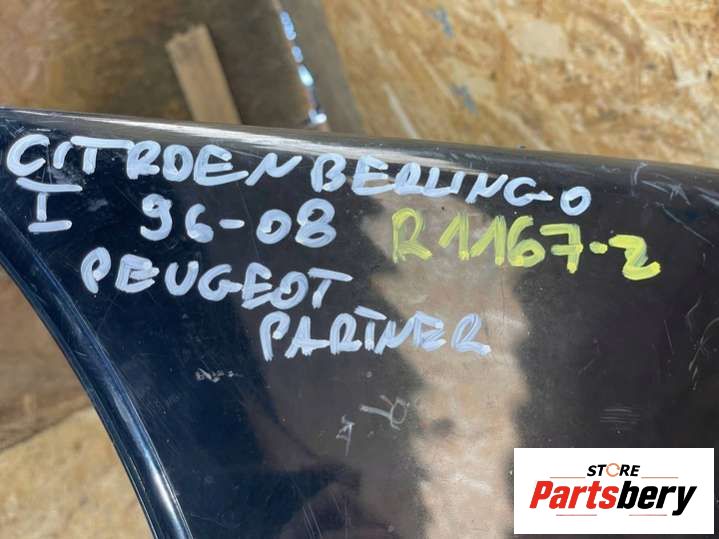 CITROEN BERLINGO
I 96-08 R1167-2
PEUGEOT
PARTNER
STORE
Partsbery